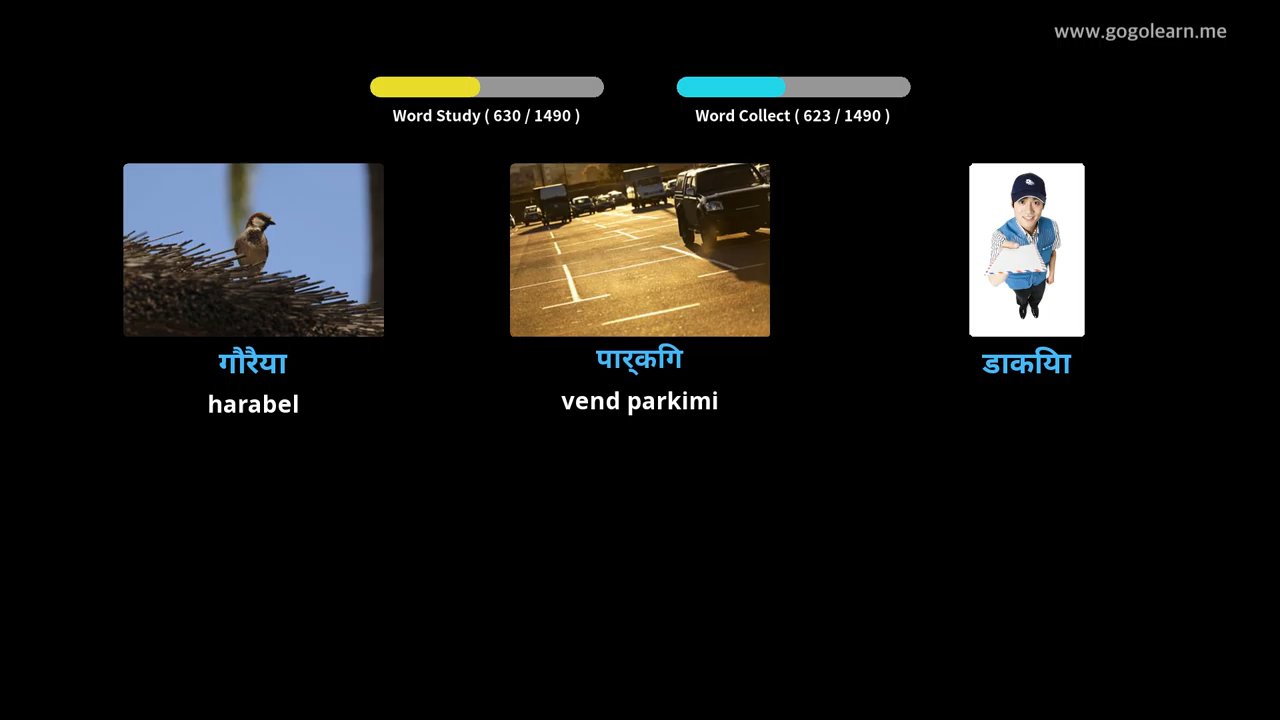 www.gogolearn.me
Word Study ( 630 / 1490 )
Word Collect ( 623 / 1490 )
गौरैया
पार्किंग
डाकिया
harabel
vend parkimi